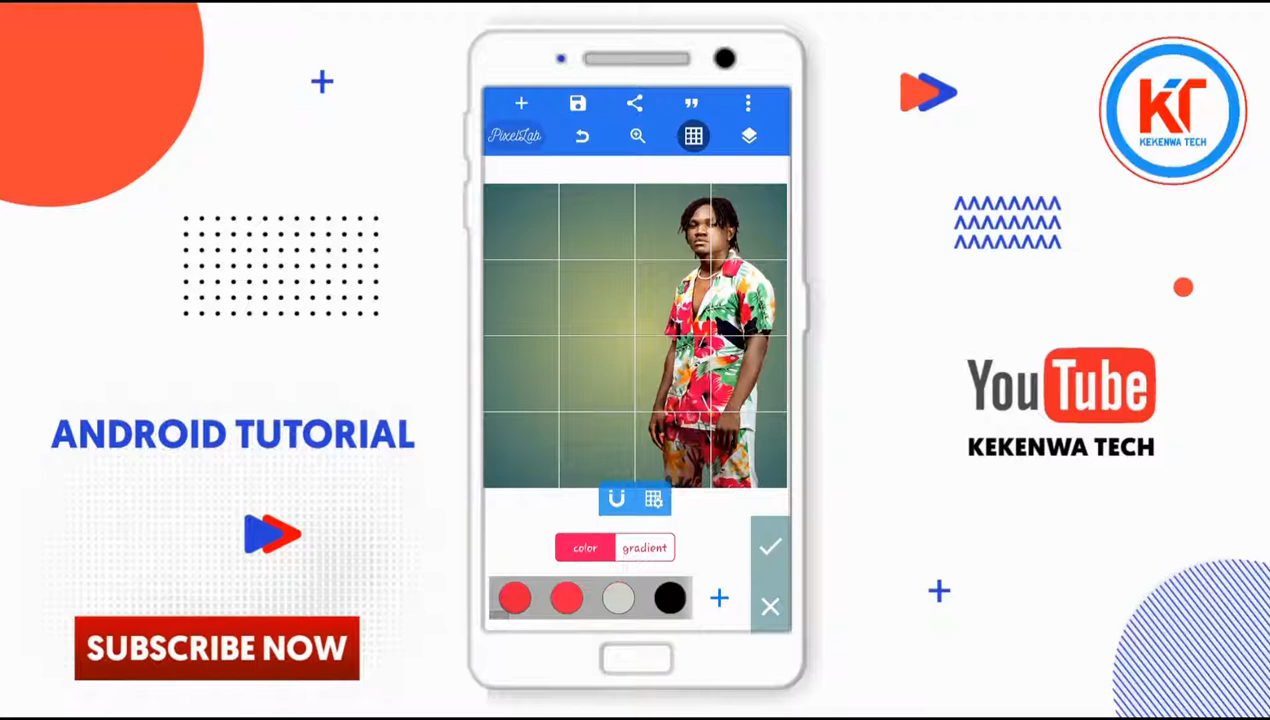 PixelLab
KT
KEKENWA TECH
ANDROID TUTORIAL
YouTube
KEKENWA TECH
color
gradient
SUBSCRIBE NOW